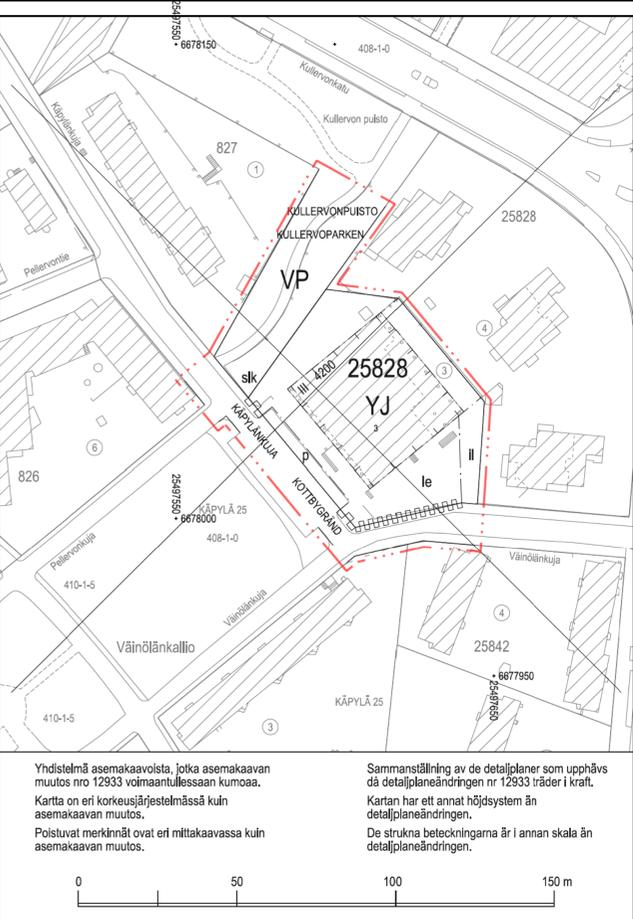 25497550
6678150
408-1-0
Kullervonkatu
Käpylänkuja
Kullervon puisto
827
1
KULLERVONPUISTO
25828
KULLERVOPARKEN
Pellervontie
VP
4
4200
25828
3
slk
III
YJ
3
KÄPYLÄNKUJA
6
p
il
le
826
25497550
KOTTBYGRÄND
KÄPYLÄ 25
6678000
408-1-0
Pellervonkuja
Väinölänkuja
410-1-5
Väinölänkuja
4
Väinölänkallio
25842
6677950
25497650
KÄPYLÄ 25
410-1-5
3
Yhdistelmä asemakaavoista, jotka asemakaavan
muutos nro 12933 voimaantullessaan kumoaa.
Kartta on eri korkeusjärjestelmässä kuin
asemakaavan muutos.
Poistuvat merkinnät ovat eri mittakaavassa kuin
asemakaavan muutos.
Sammanställning av de detaljplaner som upphävs
då detaljplaneändringen nr 12933 träder i kraft.
Kartan har ett annat höjdsystem än
detaljplaneändringen.
De strukna beteckningarna är i annan skala än
detaljplaneändringen.
0 50 100 150 m